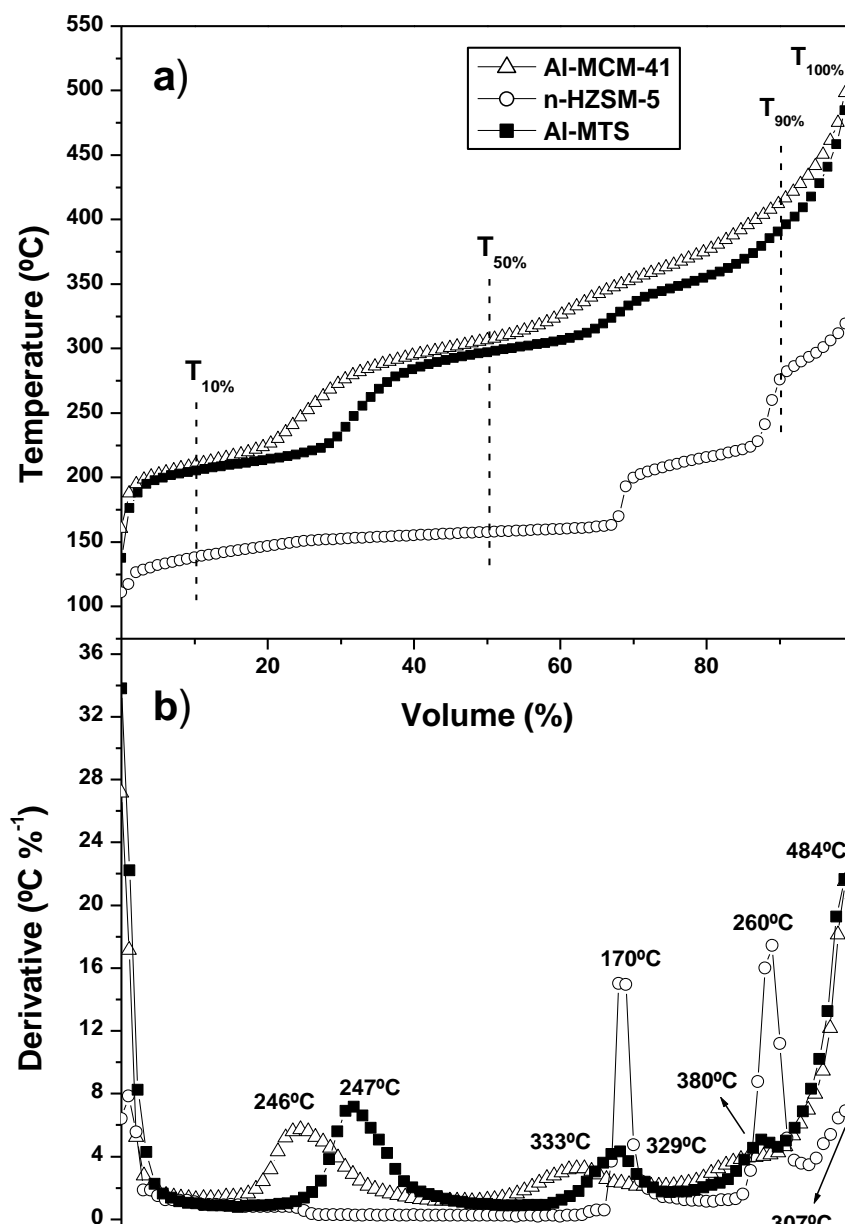 550
500
450
400
350
300
250
200
150
100
Temperature (ºC)
a)
Al-MCM-41
n-HZSM-5
Al-MTS
T10%
T50%
T90%
T100%
20 40 60 80
Volume (%)
b)
36
32
28
24
20
16
12
8
4
0
Derivative (ºC %-1)
246ºC
247ºC
333ºC
170ºC
329ºC
380ºC
260ºC
484ºC
307ºC